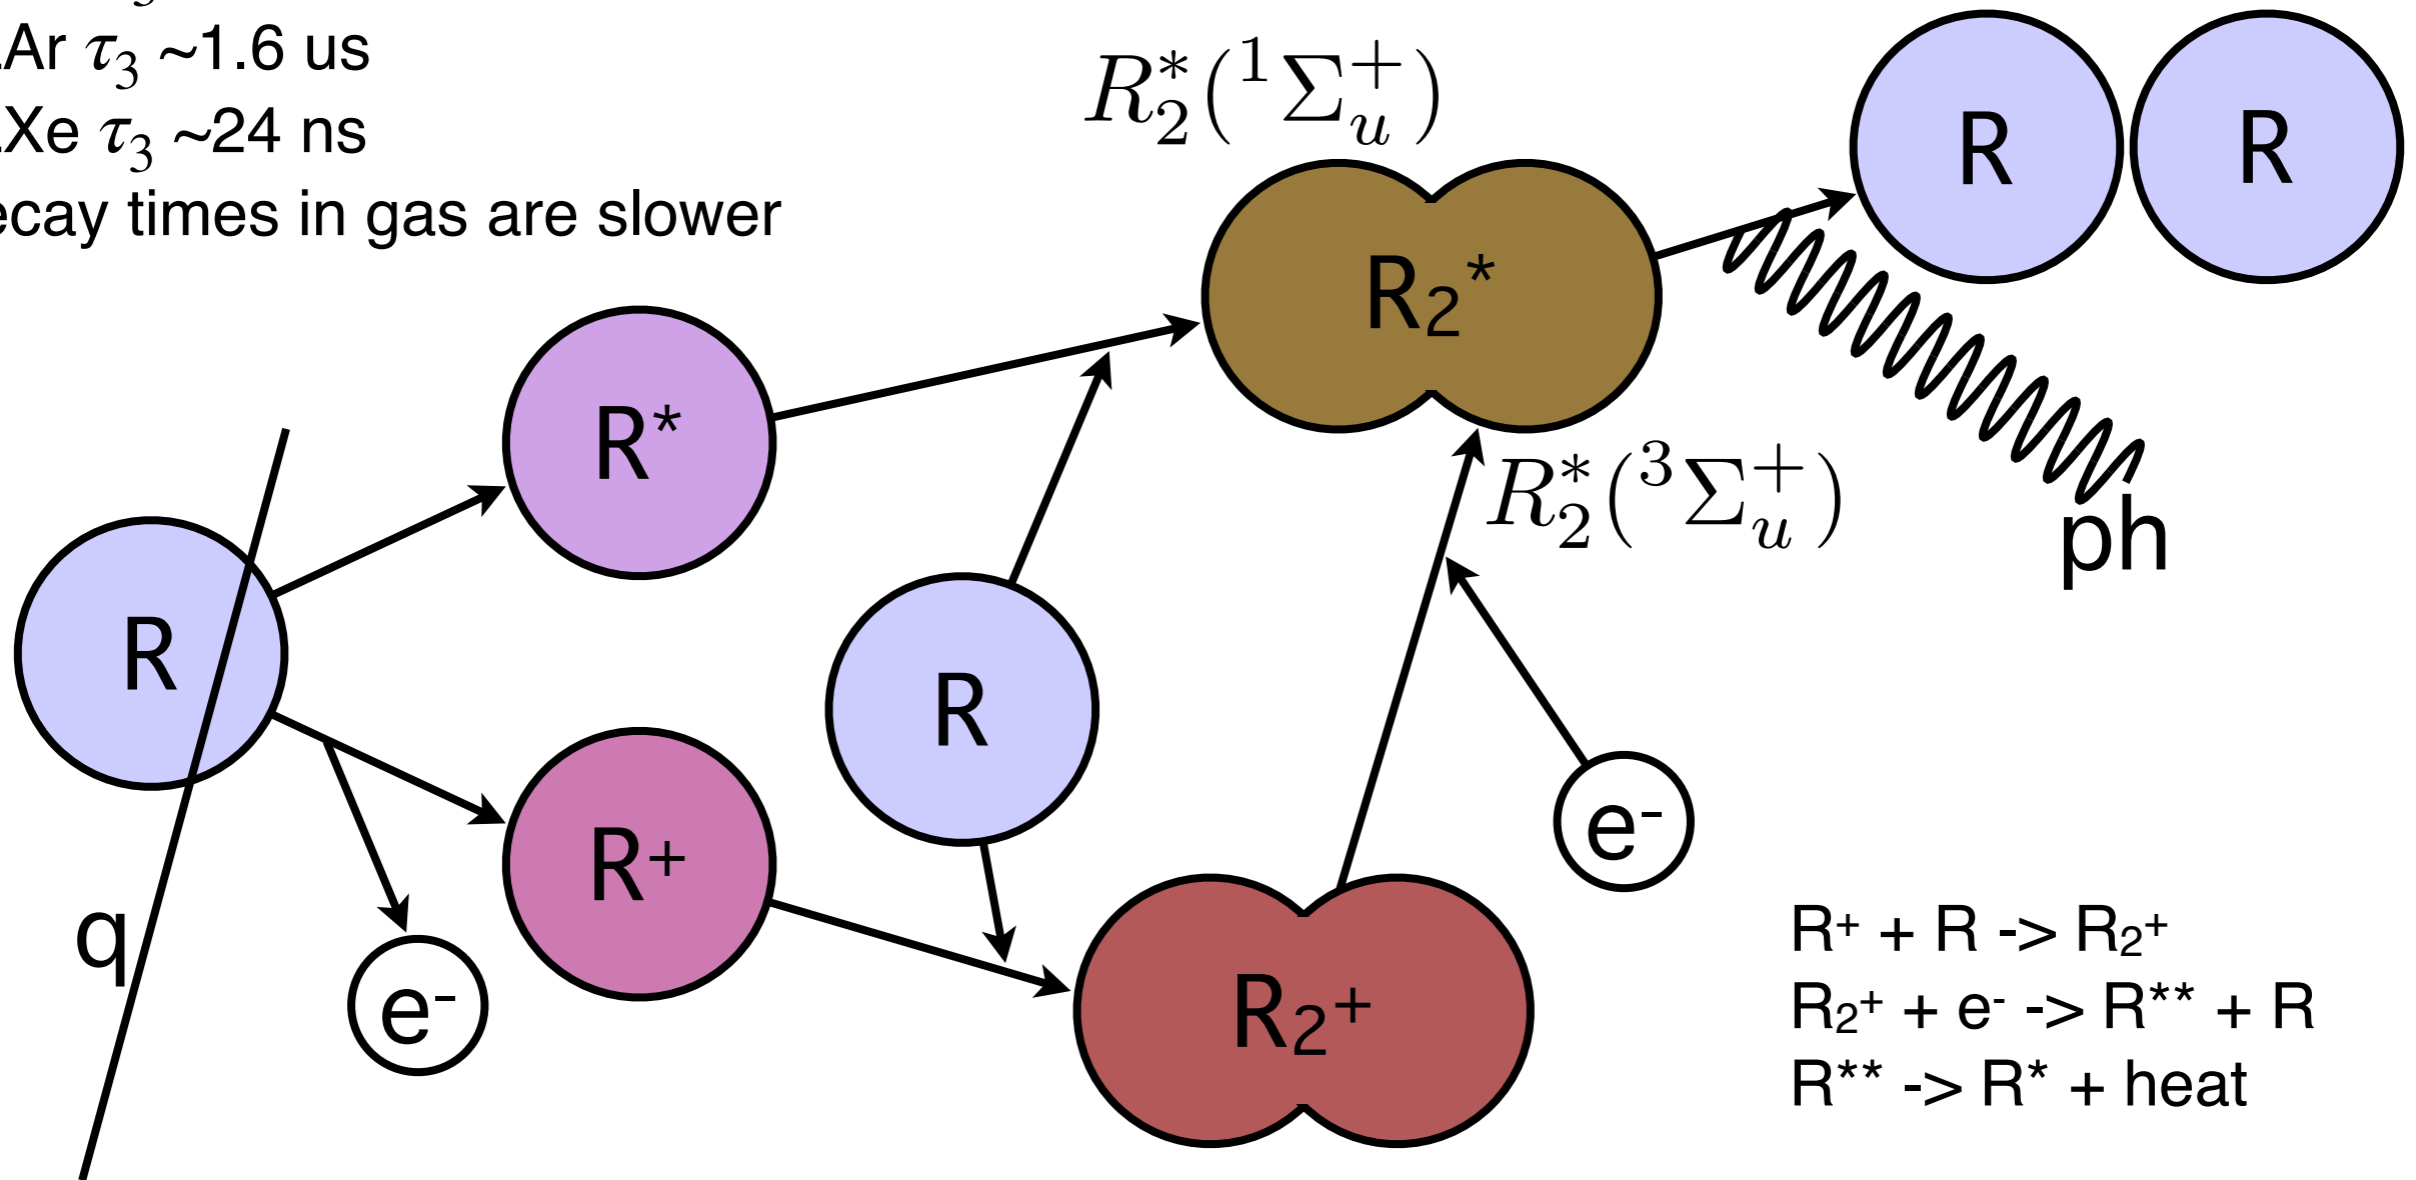 Ar τ₃ ~1.6 us
Xe τ₃ ~24 ns
ecay times in gas are slower
R₂*(¹Σᵤ⁺)
R
R
R₂*
R*
R₂*(³Σᵤ⁺)
ph
R
R
e-
R⁺
q
e-
R₂⁺
R⁺ + R -> R₂⁺
R₂⁺ + e- -> R** + R
R** -> R* + heat